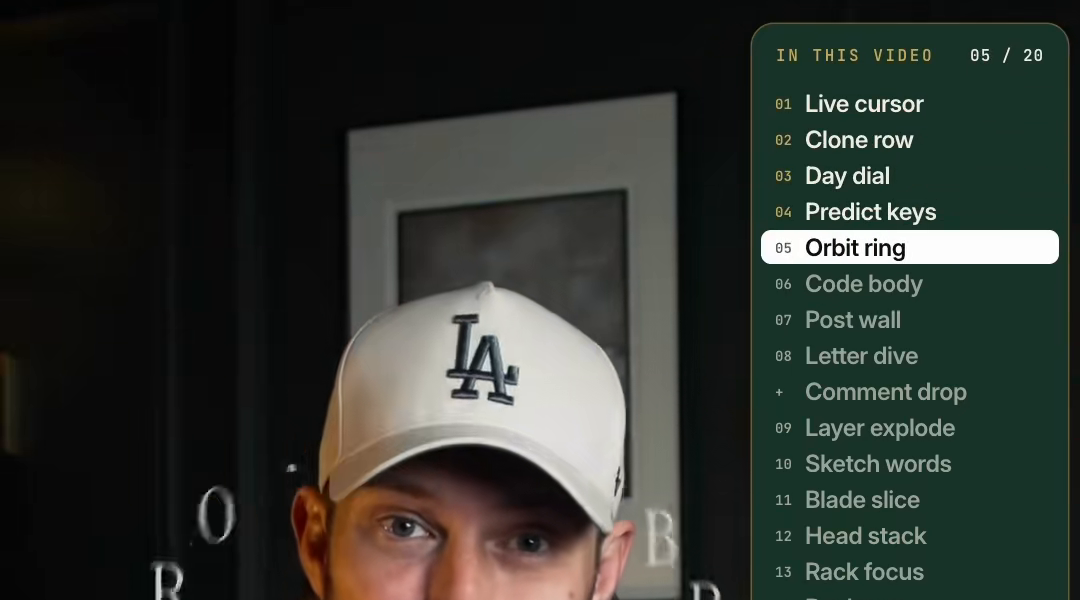 IN THIS VIDEO 05 / 20
01 Live cursor
02 Clone row
03 Day dial
04 Predict keys
05 Orbit ring
06 Code body
07 Post wall
08 Letter dive
+ Comment drop
09 Layer explode
10 Sketch words
11 Blade slice
12 Head stack
13 Rack focus
LA
O
B
R